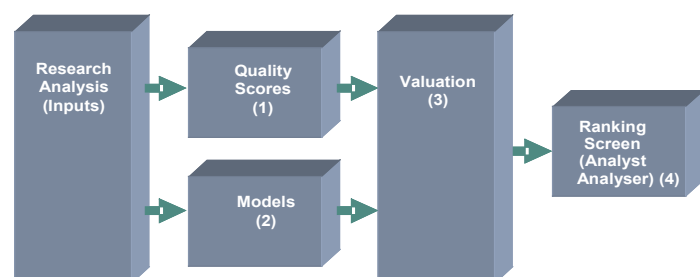 Research
Analysis
(Inputs)
Quality
Scores
(1)
Models
(2)
Valuation
(3)
Ranking
Screen
(Analyst
Analyser) (4)